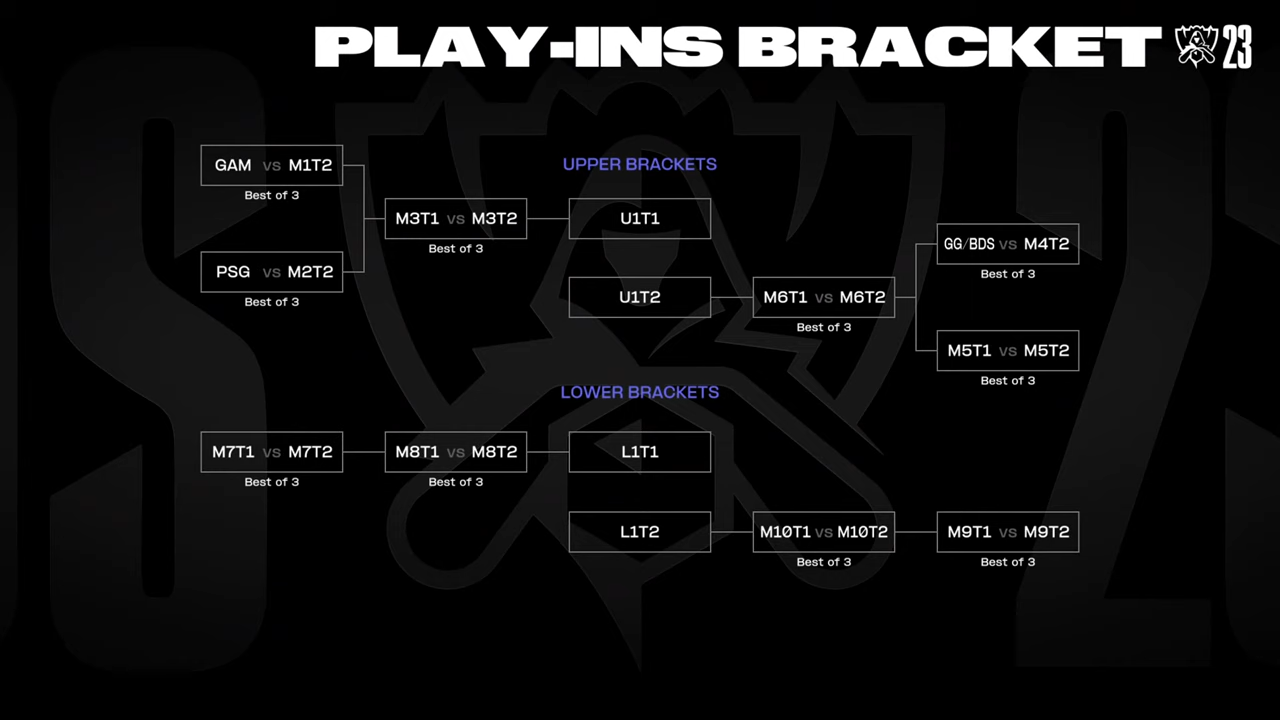 PLAY-INS BRACKET 23
GAM vs M1T2
Best of 3
PSG vs M2T2
Best of 3
M3T1 vs M3T2
Best of 3
UPPER BRACKETS
U1T1
U1T2
M6T1 vs M6T2
Best of 3
GG/BDS vs M4T2
Best of 3
M5T1 vs M5T2
Best of 3
LOWER BRACKETS
M7T1 vs M7T2
Best of 3
M8T1 vs M8T2
Best of 3
L1T1
L1T2
M10T1 vs M10T2
Best of 3
M9T1 vs M9T2
Best of 3